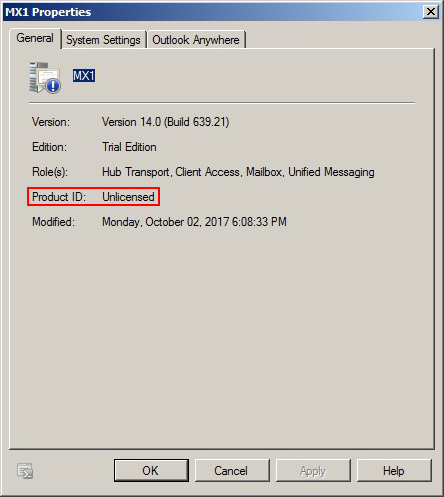 MX1 Properties
General System Settings Outlook Anywhere
MX1
Version: Version 14.0 (Build 639.21)
Edition: Trial Edition
Role(s): Hub Transport, Client Access, Mailbox, Unified Messaging
Product ID: Unlicensed
Modified: Monday, October 02, 2017 6:08:33 PM
OK Cancel Apply Help